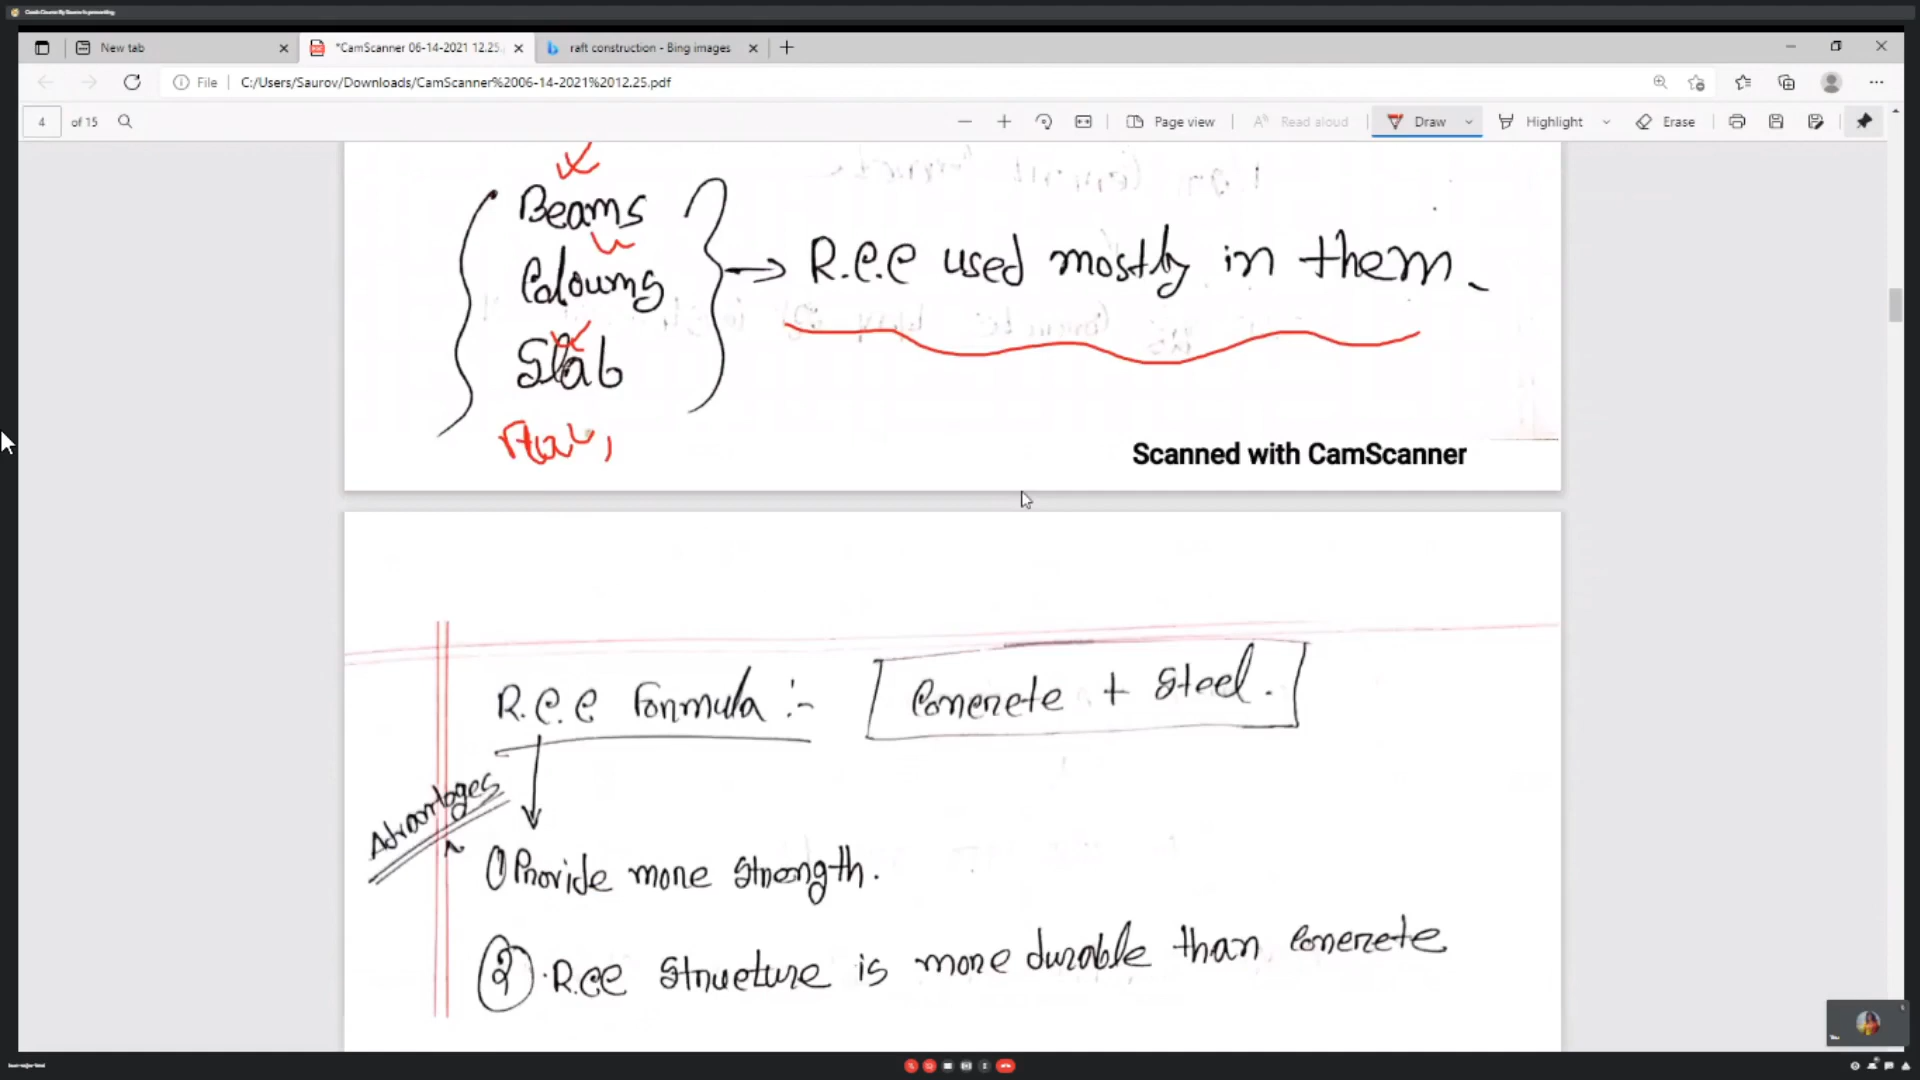 New tab
*CamScanner 06-14-2021 12.25.
raft construction - Bing images
File
C:/Users/Saurov/Downloads/CamScanner%2006-14-2021%2012.25.pdf
4 of 15
Page view
Read aloud
Draw
Highlight
Erase
Beams
Coloums
Slab
R.C.C used mostly in them.
Scanned with CamScanner
R.C.C Formula :-
Concrete + Steel.
Advantages
① Provide more strength.
② R.CC structure is more durable than concrete